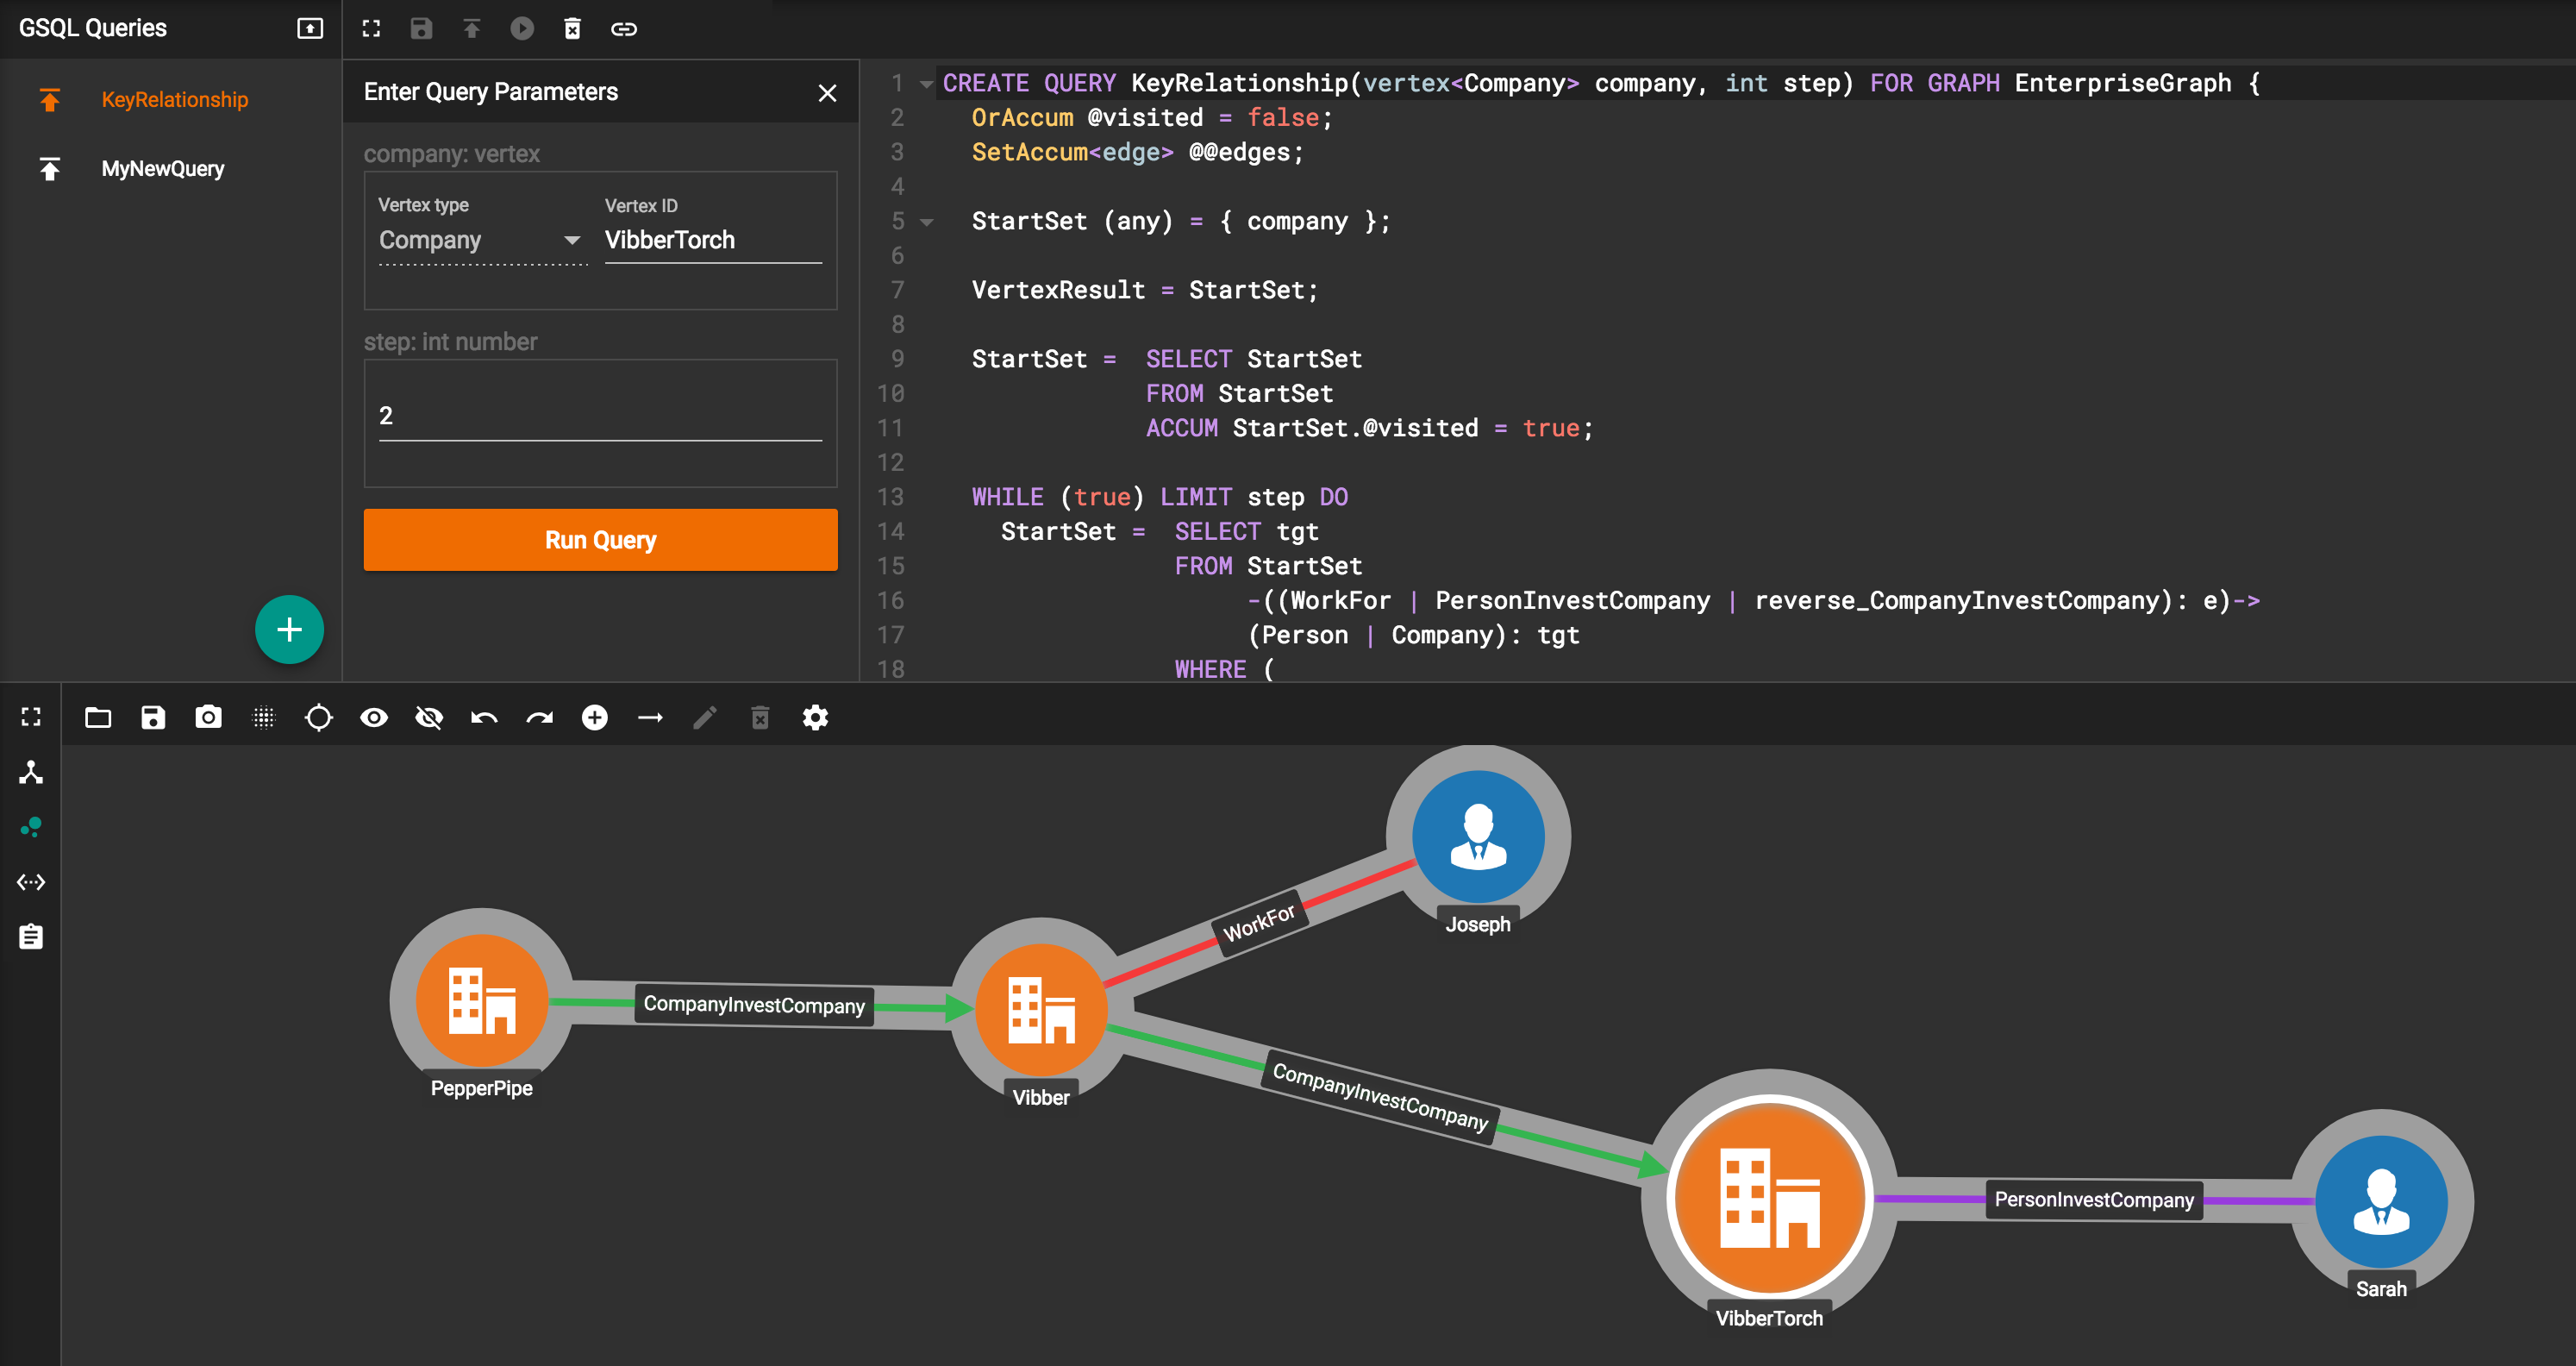 GSQL Queries
KeyRelationship
MyNewQuery
Enter Query Parameters
company: vertex
Vertex type
Vertex ID
Company
VibberTorch
step: int number
2
Run Query
1 CREATE QUERY KeyRelationship(vertex<Company> company, int step) FOR GRAPH EnterpriseGraph {
2 OrAccum @visited = false;
3 SetAccum<edge> @@edges;
4
5 StartSet (any) = { company };
6
7 VertexResult = StartSet;
8
9 StartSet = SELECT StartSet
10 FROM StartSet
11 ACCUM StartSet.@visited = true;
12
13 WHILE (true) LIMIT step DO
14 StartSet = SELECT tgt
15 FROM StartSet
16 -((WorkFor | PersonInvestCompany | reverse_CompanyInvestCompany): e)->
17 (Person | Company): tgt
18 WHERE (
WorkFor
Joseph
CompanyInvestCompany
PepperPipe
Vibber
CompanyInvestCompany
PersonInvestCompany
Sarah
VibberTorch